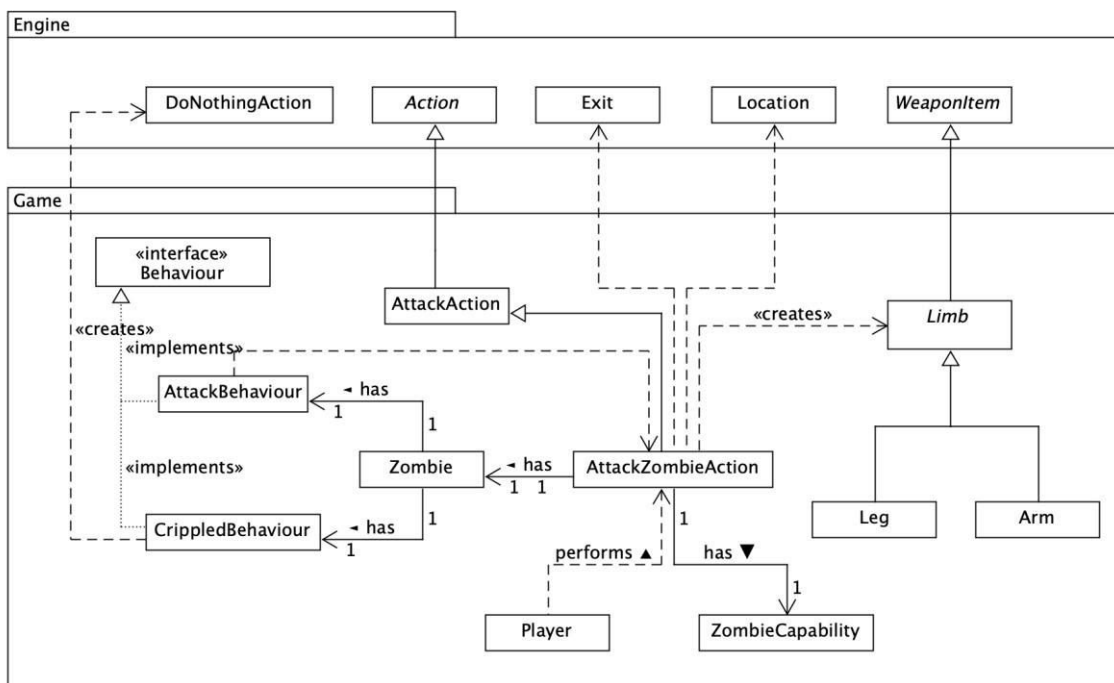 Engine
DoNothingAction
Action
Exit
Location
WeaponItem
Game
«interface»
Behaviour
AttackAction
Limb
«creates»
«creates»
«implements»
AttackBehaviour
◄ has
1
1
«implements»
Zombie
◄ has
1 1
AttackZombieAction
CrippledBehaviour
◄ has
1
1
Leg
Arm
performs ▲
1
has ▼
1
Player
ZombieCapability